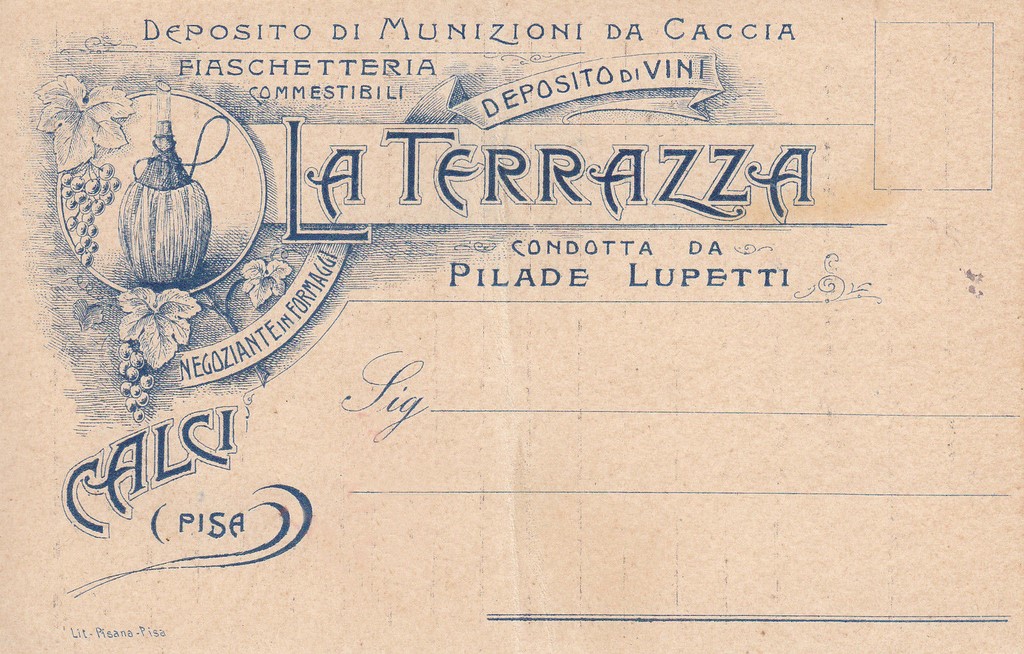 DEPOSITO DI MUNIZIONI DA CACCIA
FIASCHETTERIA
COMMESTIBILI
DEPOSITO DI VINI
LA TERRAZZA
CONDOTTA DA
PILADE LUPETTI
NEGOZIANTE IN FORMAGGI
Sig
CALCI
(PISA)
Lit-Pisana-Pisa